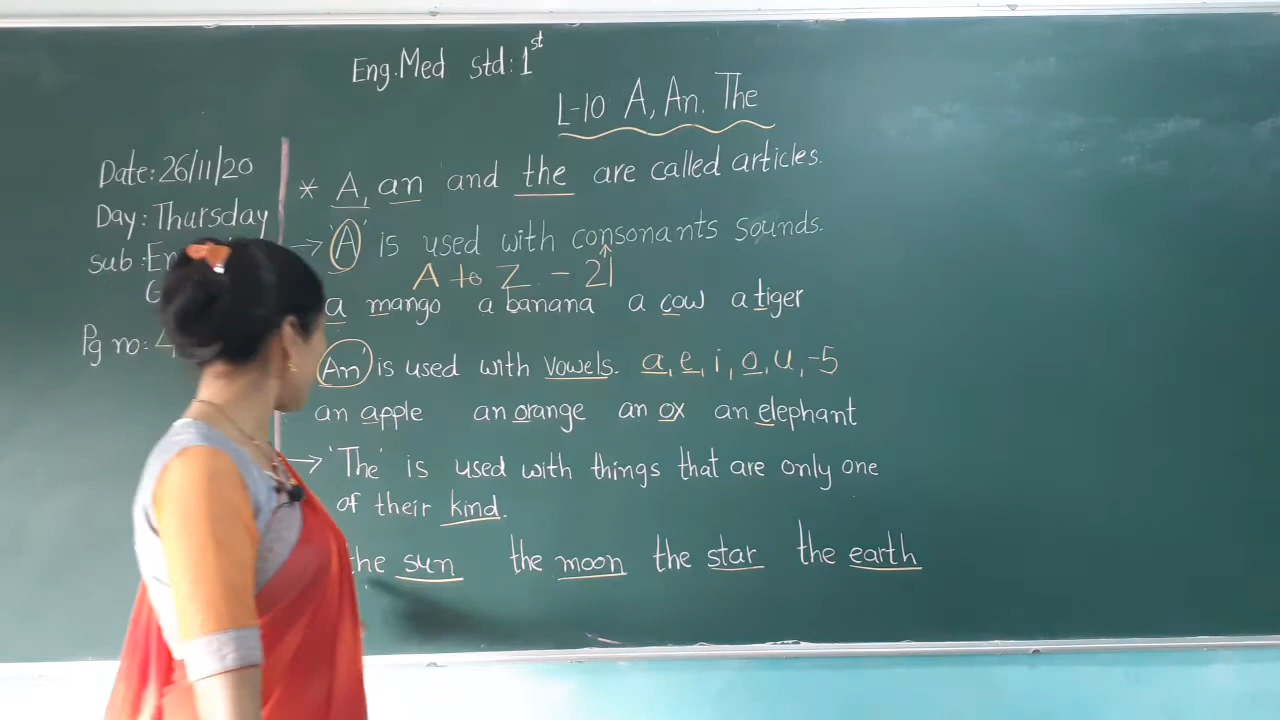 Eng.Med std: 1st
L-10 A, An. The
Date: 26/11/20
Day: Thursday
sub:
Pg no:
* A, an and the are called articles.
→ 'A' is used with consonants sounds.
A to Z - 21
a mango a banana a cow a tiger
'An' is used with vowels. a, e, i, o, u, -5
an apple an orange an ox an elephant
→ 'The' is used with things that are only one
of their kind.
the sun the moon the star the earth